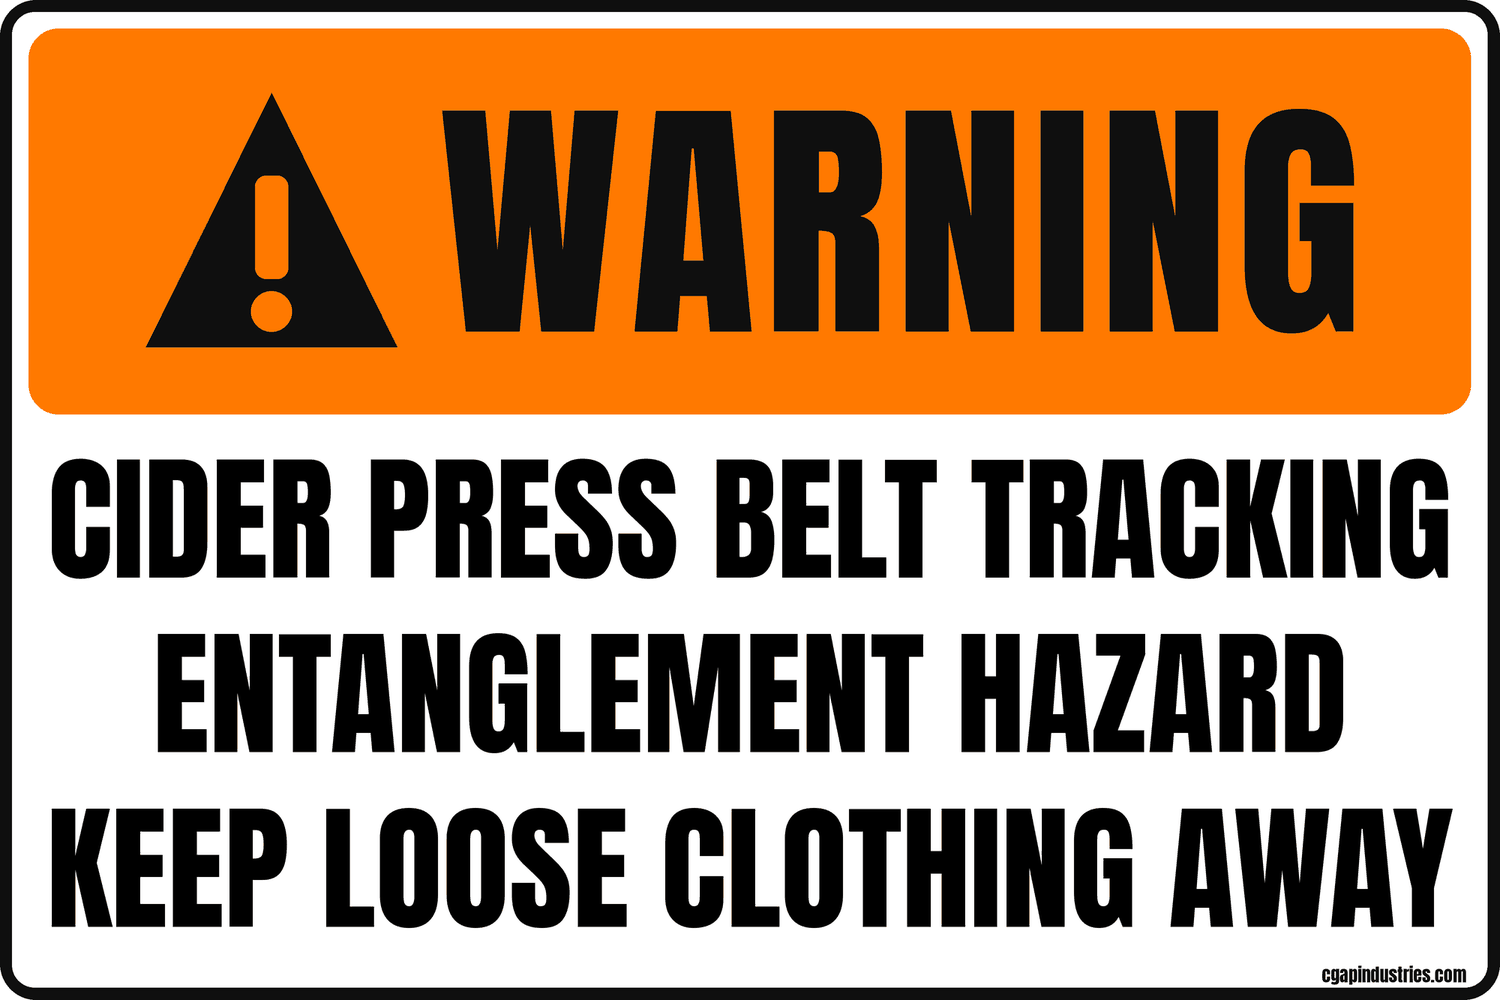 WARNING
CIDER PRESS BELT TRACKING
ENTANGLEMENT HAZARD
KEEP LOOSE CLOTHING AWAY
cgapindustries.com